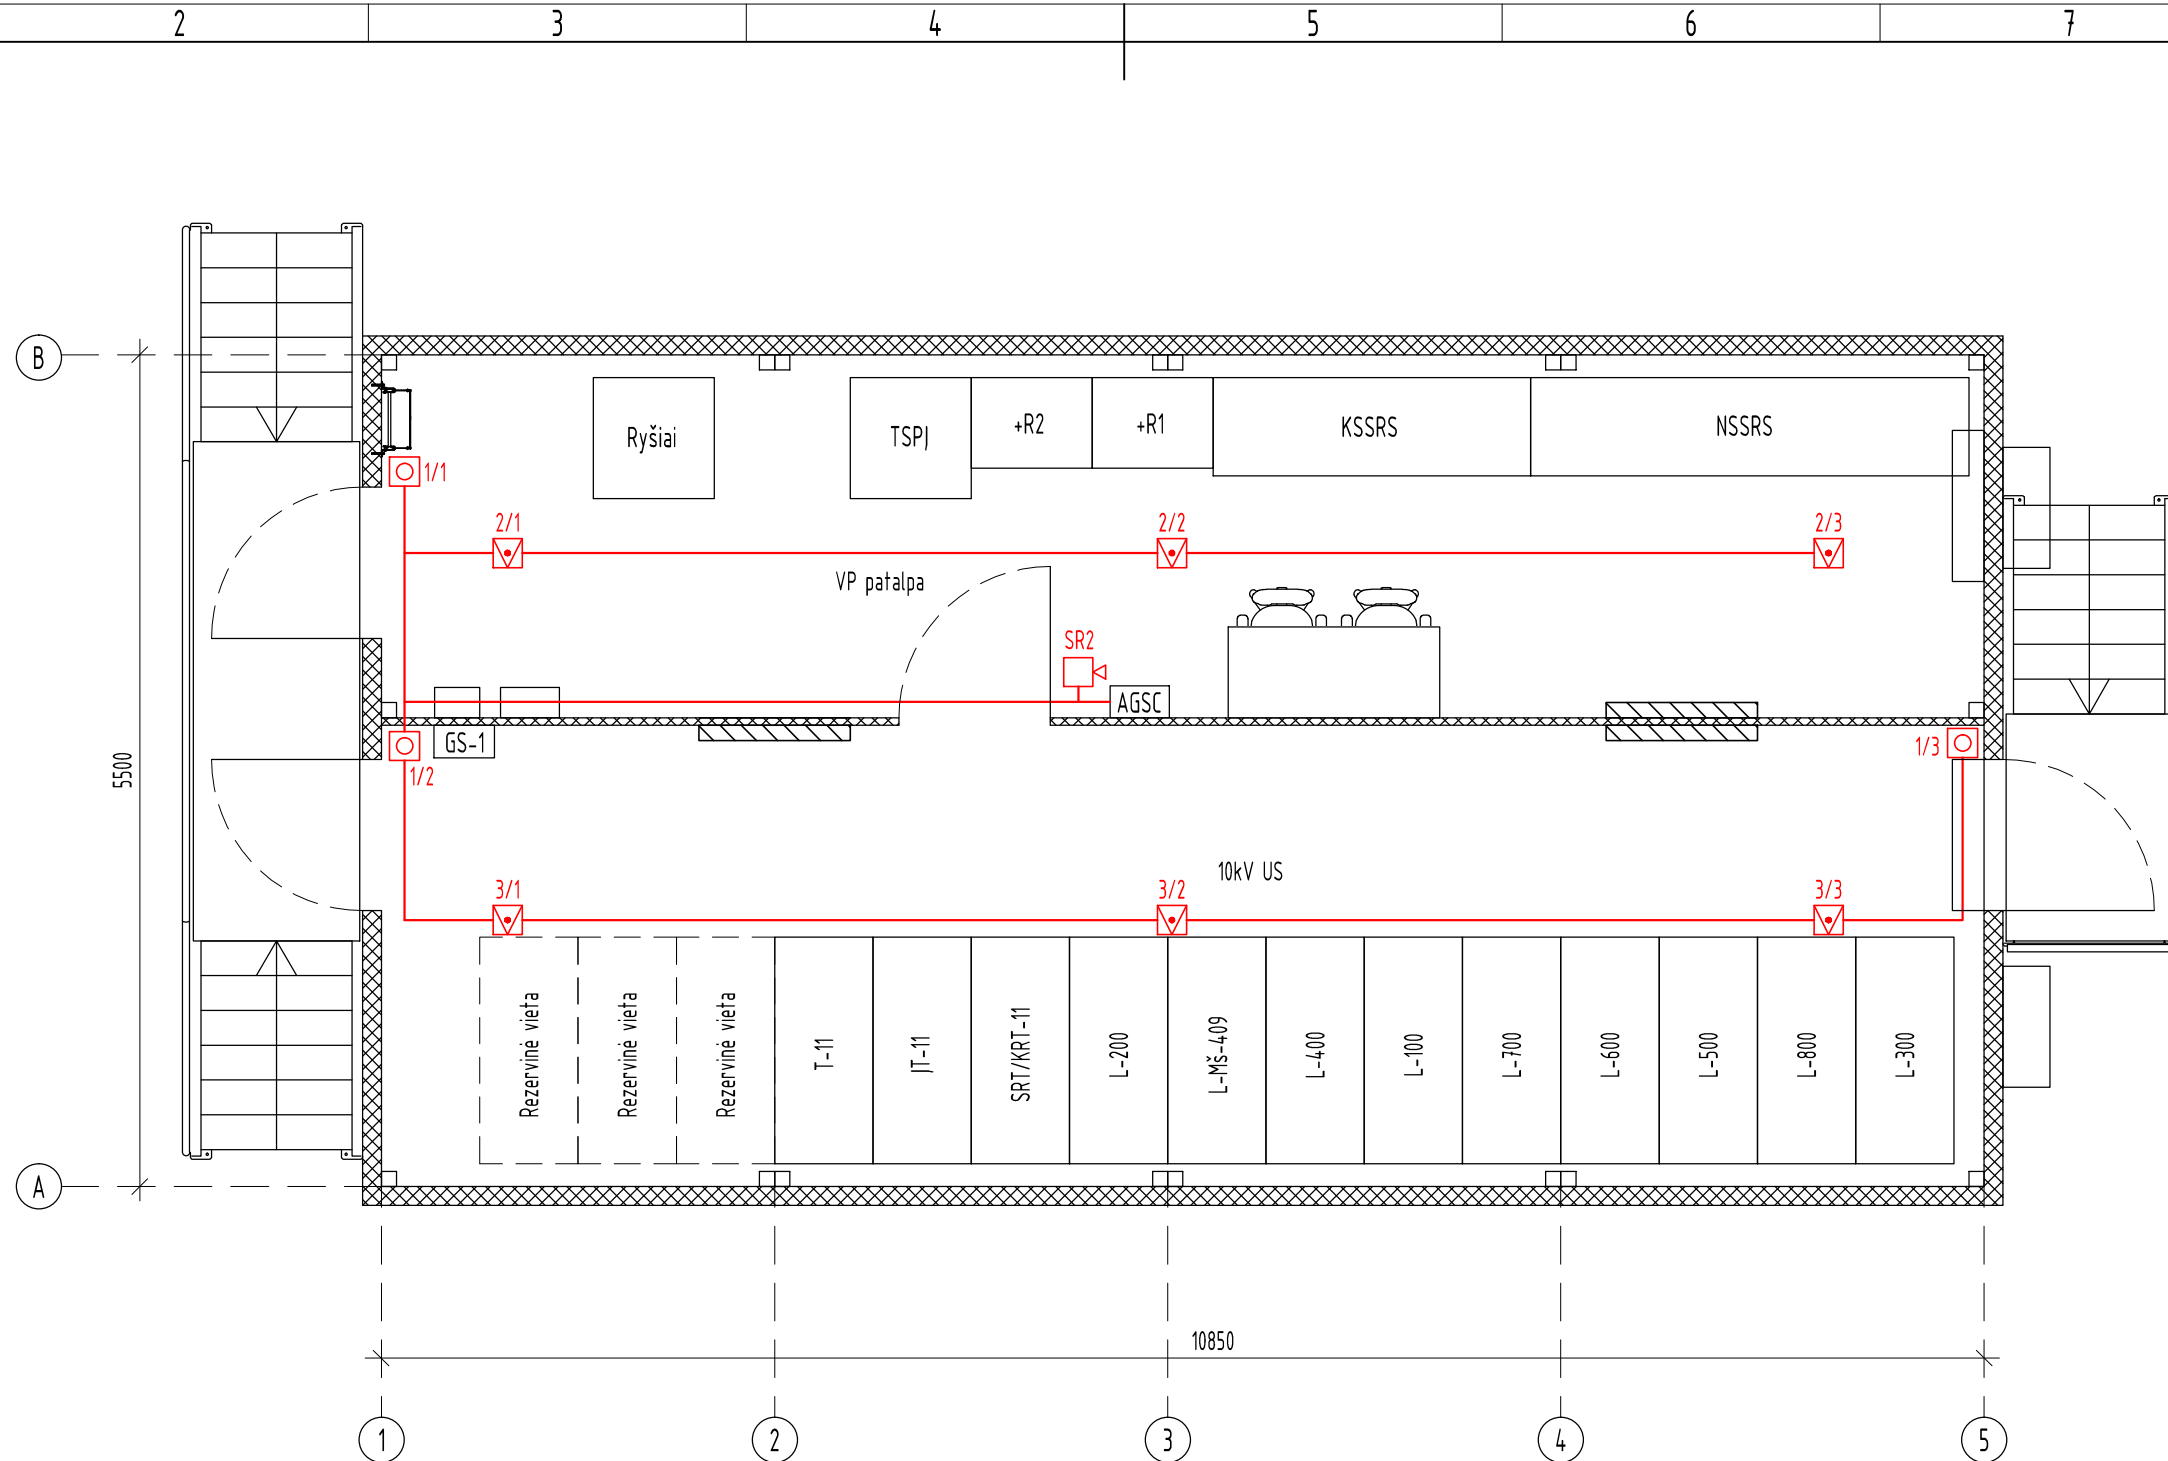 2 3 4 5 6 7
B
Ryšiai
TSPĮ
+R2
+R1
KSSRS
NSSRS
1/1
2/1
2/2
2/3
VP patalpa
SR2
AGSC
GS-1
1/2
1/3
5500
10kV US
3/1
3/2
3/3
Rezervinė vieta
Rezervinė vieta
Rezervinė vieta
T-11
ĮT-11
SRT/KRT-11
L-200
L-Mš-409
L-400
L-100
L-700
L-600
L-500
L-800
L-300
A
10850
1 2 3 4 5